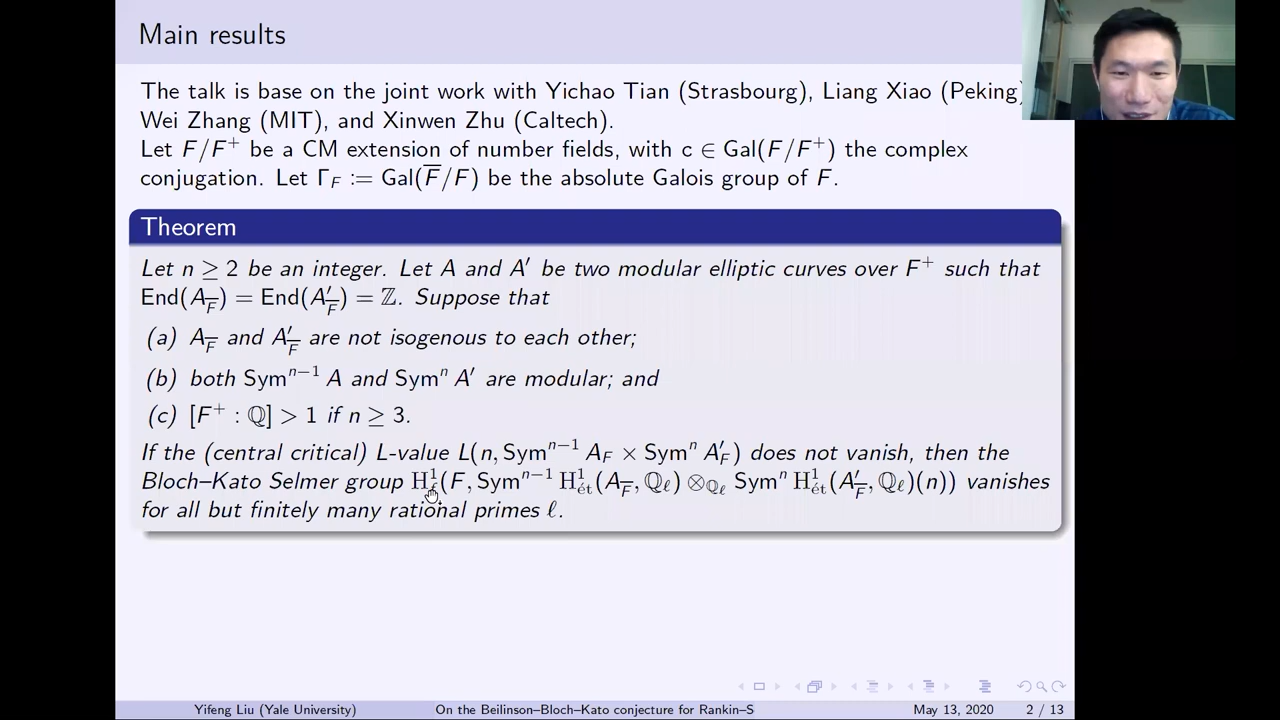 Main results
The talk is base on the joint work with Yichao Tian (Strasbourg), Liang Xiao (Peking)
Wei Zhang (MIT), and Xinwen Zhu (Caltech).
Let F/F⁺ be a CM extension of number fields, with c ∈ Gal(F/F⁺) the complex
conjugation. Let Γ_F := Gal(F̅/F) be the absolute Galois group of F.
Theorem
Let n ≥ 2 be an integer. Let A and A′ be two modular elliptic curves over F⁺ such that
End(A_F̅) = End(A′_F̅) = ℤ. Suppose that
(a) A_F̅ and A′_F̅ are not isogenous to each other;
(b) both Symⁿ⁻¹ A and Symⁿ A′ are modular; and
(c) [F⁺ : ℚ] > 1 if n ≥ 3.
If the (central critical) L-value L(n, Symⁿ⁻¹ A_F × Symⁿ A′_F) does not vanish, then the
Bloch–Kato Selmer group H¹_f(F, Symⁿ⁻¹ H¹_ét(A_F̅, ℚ_ℓ) ⊗_ℚ_ℓ Symⁿ H¹_ét(A′_F̅, ℚ_ℓ)(n)) vanishes
for all but finitely many rational primes ℓ.
Yifeng Liu (Yale University) On the Beilinson–Bloch–Kato conjecture for Rankin–S May 13, 2020 2 / 13